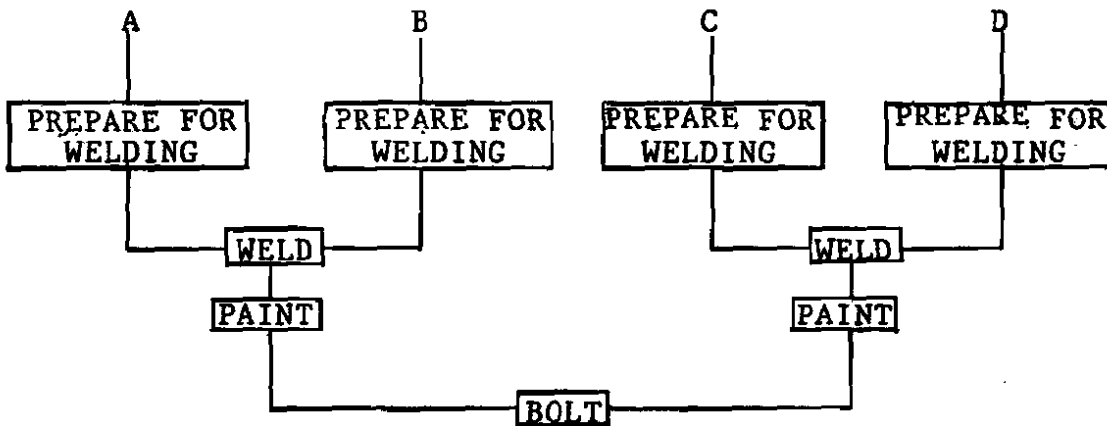 A B C D
PREPARE FOR
WELDING
PREPARE FOR
WELDING
PREPARE FOR
WELDING
PREPARE FOR
WELDING
WELD
WELD
PAINT
PAINT
BOLT